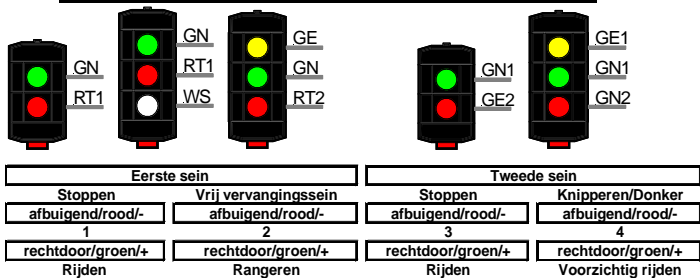 GN
RT1
GN
RT1
WS
GE
GN
RT2
GN1
GE2
GE1
GN1
GN2
Eerste sein
Tweede sein
Stoppen Vrij vervangingssein Stoppen Knipperen/Donker
afbuigend/rood/- afbuigend/rood/- afbuigend/rood/- afbuigend/rood/-
1 2 3 4
rechtdoor/groen/+ rechtdoor/groen/+ rechtdoor/groen/+ rechtdoor/groen/+
Rijden Rangeren Rijden Voorzichtig rijden